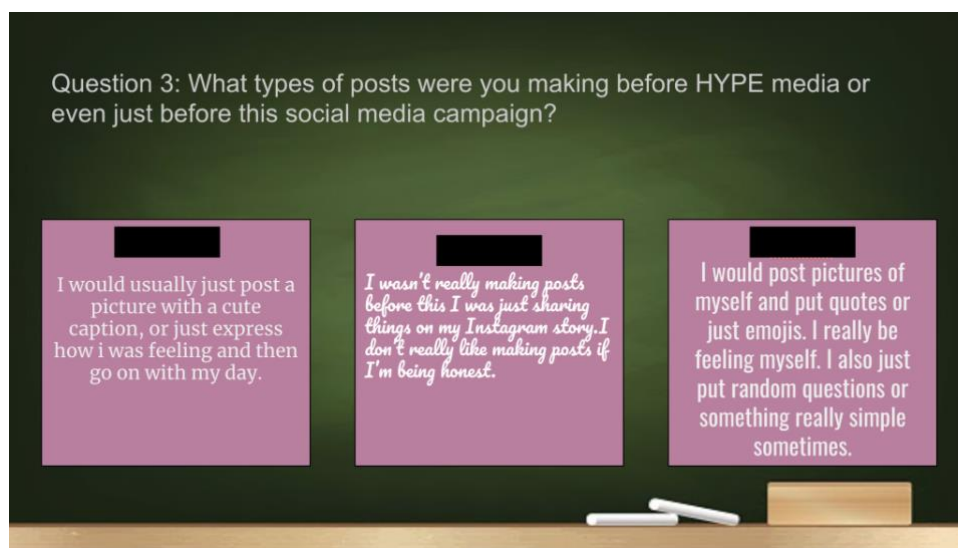 Question 3: What types of posts were you making before HYPE media or
even just before this social media campaign?
I would usually just post a
picture with a cute
caption, or just express
how i was feeling and then
go on with my day.
I wasn't really making posts
before this I was just sharing
things on my Instagram story.I
don't really like making posts if
I'm being honest.
I would post pictures of
myself and put quotes or
just emojis. I really be
feeling myself. I also just
put random questions or
something really simple
sometimes.